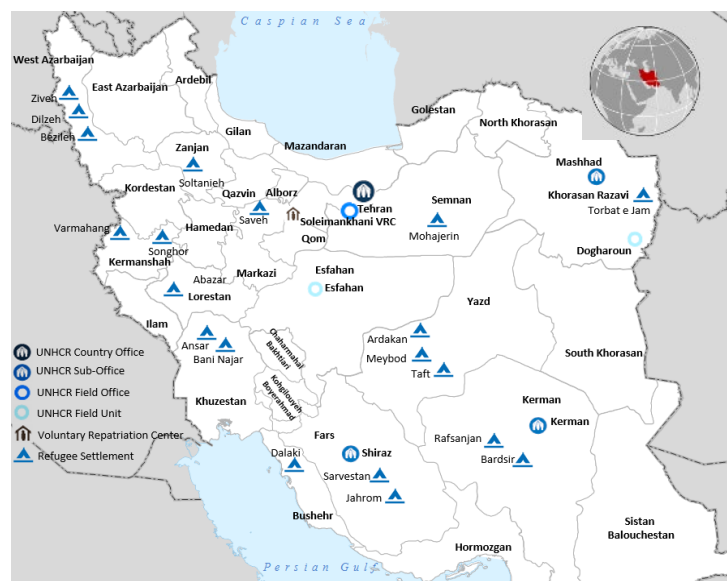 Caspian Sea
West Azarbaijan
East Azarbaijan
Ardebil
Ziveh
Dilzeh
Bezileh
Gilan
Golestan
North Khorasan
Mazandaran
Zanjan
Soltanieh
Mashhad
Khorasan Razavi
Torbat e Jam
Kordestan
Qazvin
Alborz
Saveh
Tehran
Soleimankhani VRC
Semnan
Mohajerin
Varmahang
Hamedan
Songhor
Qom
Dogharoun
Kermanshah
Markazi
Abazar
Lorestan
Esfahan
Esfahan
Yazd
Ilam
Ansar
Bani Najar
Chaharmahal
Bakhtiari
Ardakan
Meybod
Taft
South Khorasan
UNHCR Country Office
UNHCR Sub-Office
UNHCR Field Office
UNHCR Field Unit
Voluntary Repatriation Center
Refugee Settlement
Khuzestan
Kohgilouyeh
Boyerahmad
Kerman
Kerman
Rafsanjan
Bardsir
Fars
Shiraz
Dalaki
Sarvestan
Jahrom
Bushehr
Sistan
Balouchestan
Hormozgan
Persian Gulf